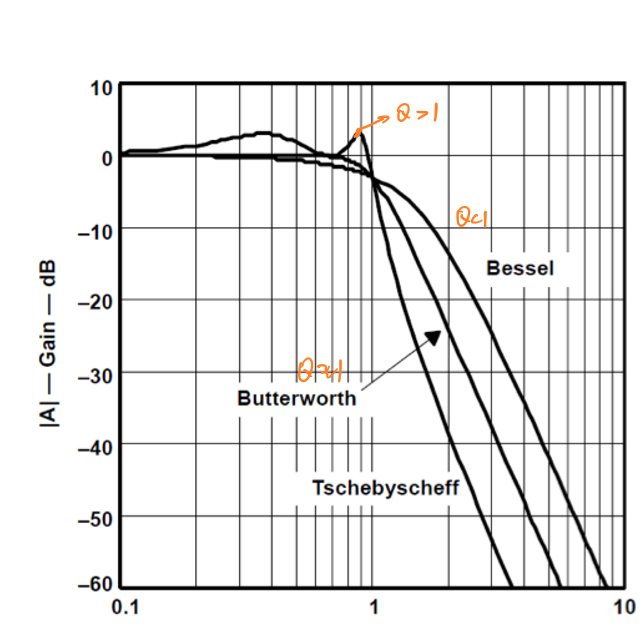 10
Q>1
0
Q<1
−10
Bessel
−20
|A| — Gain — dB
−30
Q≈1
Butterworth
−40
Tschebyscheff
−50
−60
0.1
1
10